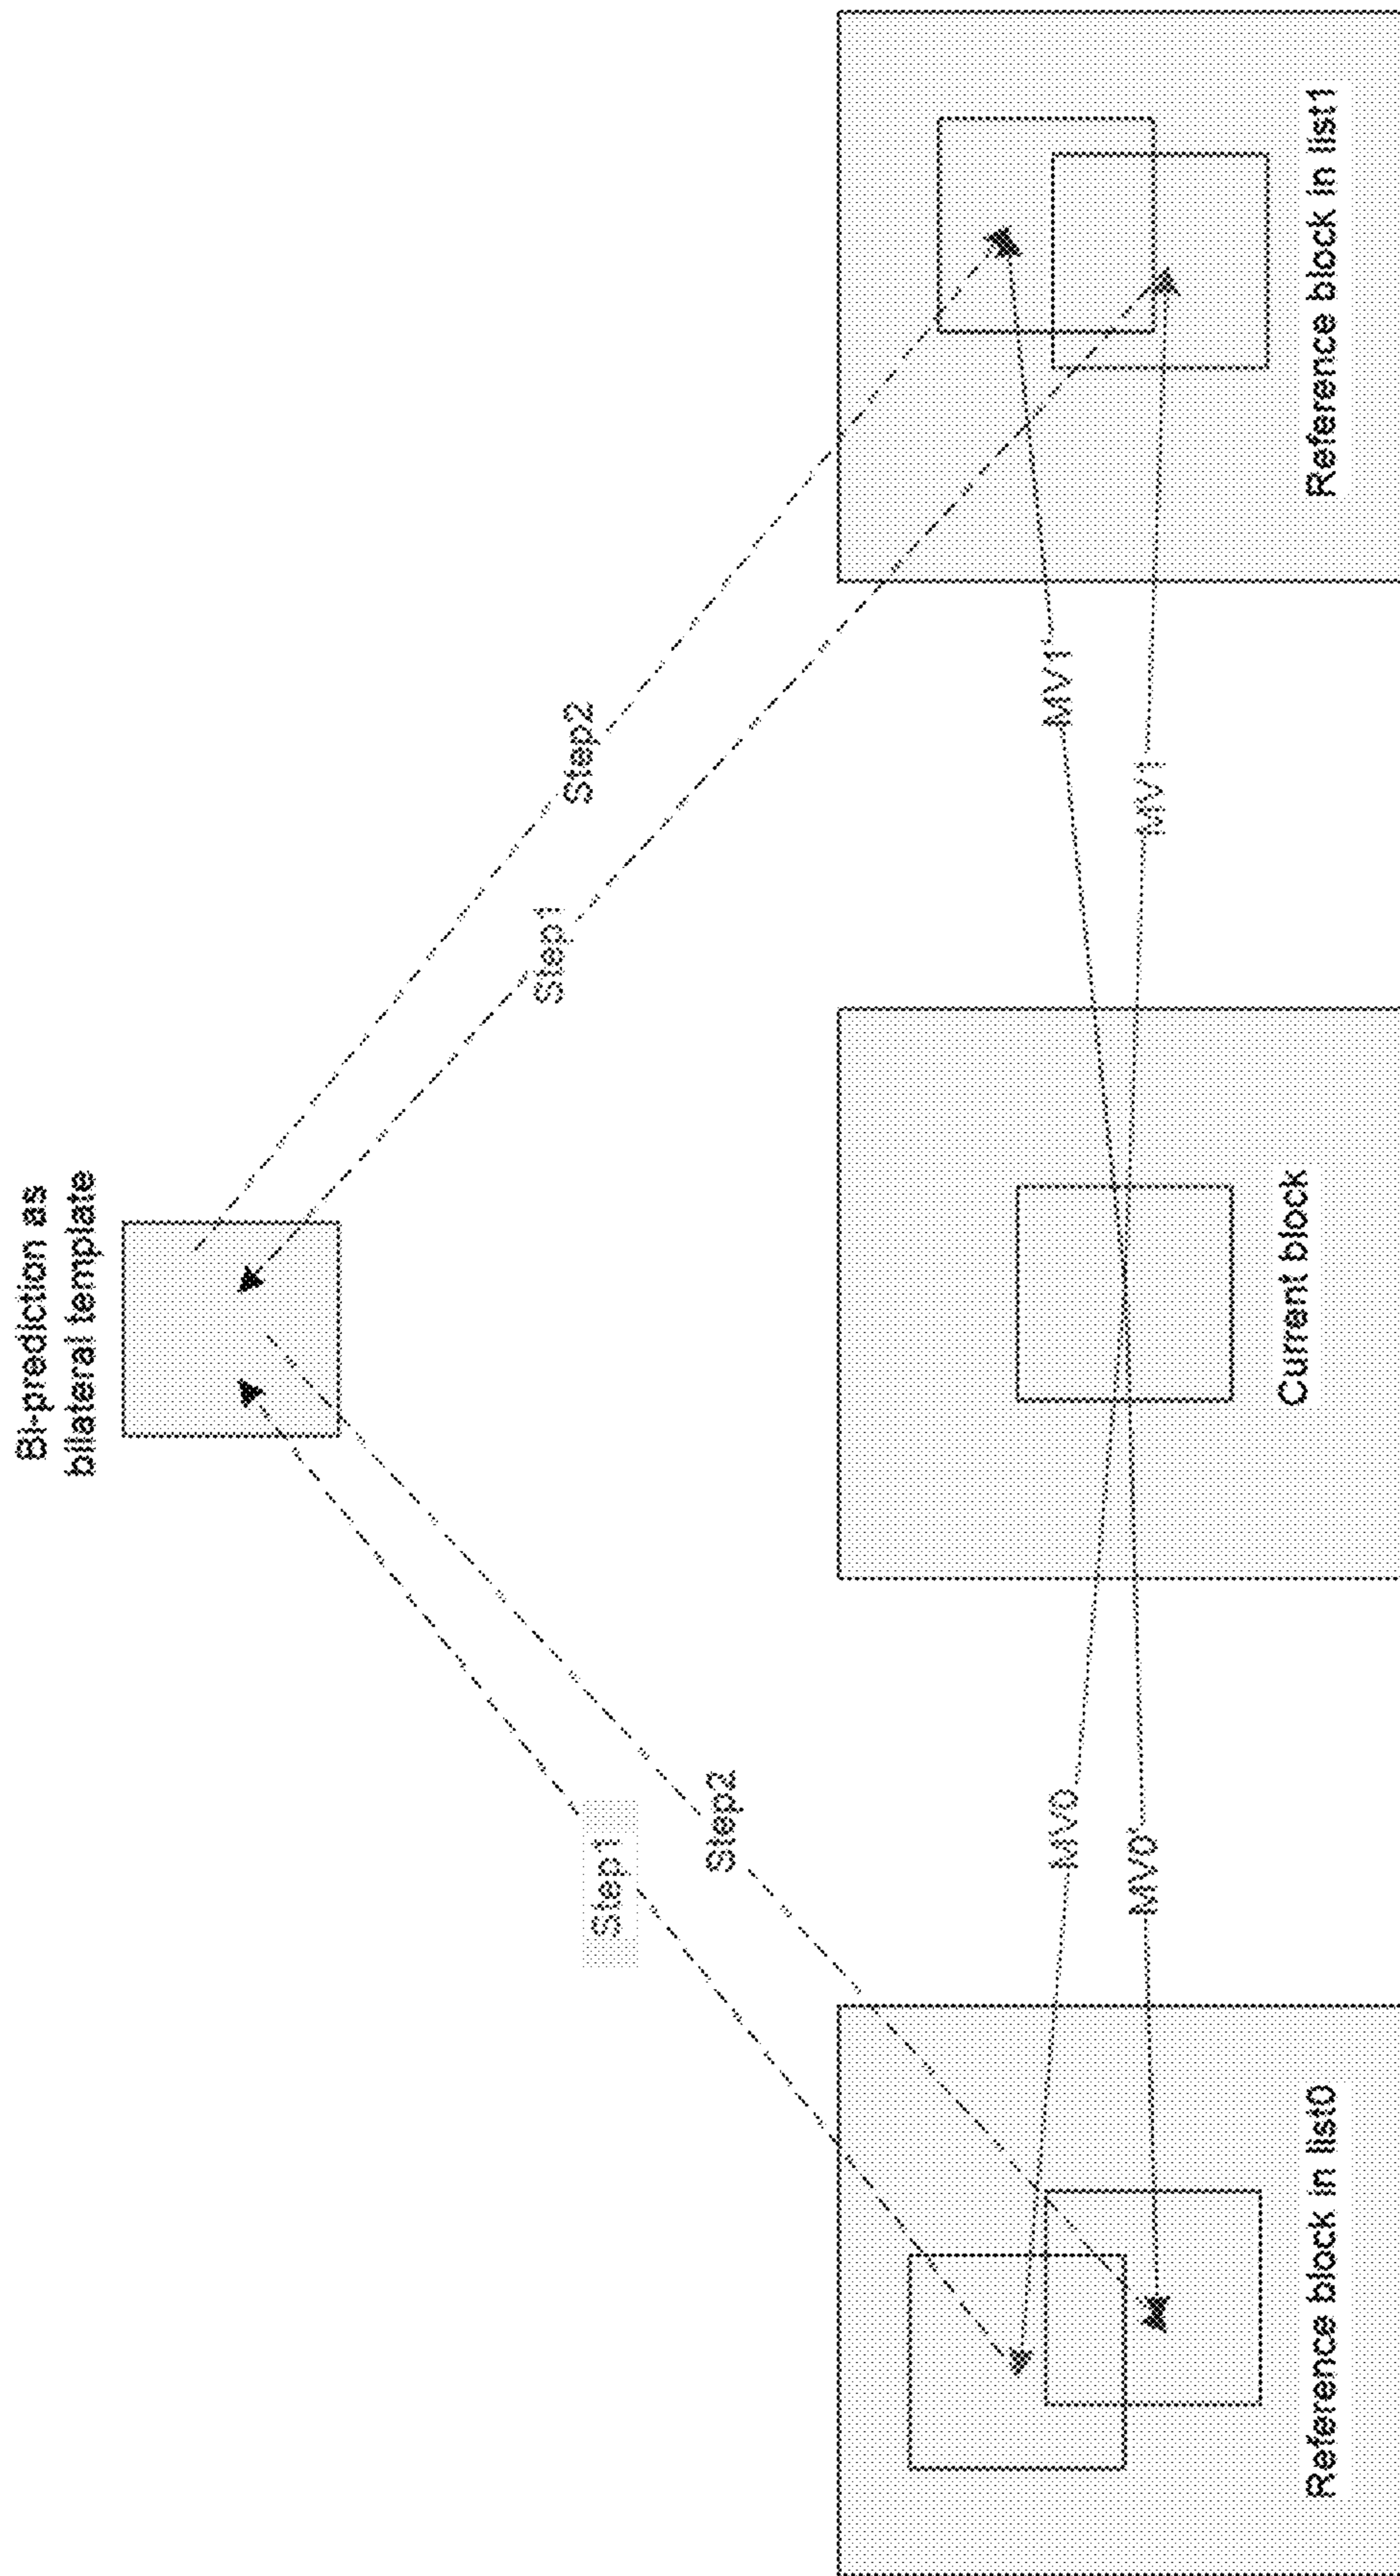 Bi-prediction as
bilateral template
Step1
Step2
Step1
Step2
MV0
MV0'
MV1'
MV1
Reference block in list0
Current block
Reference block in list1